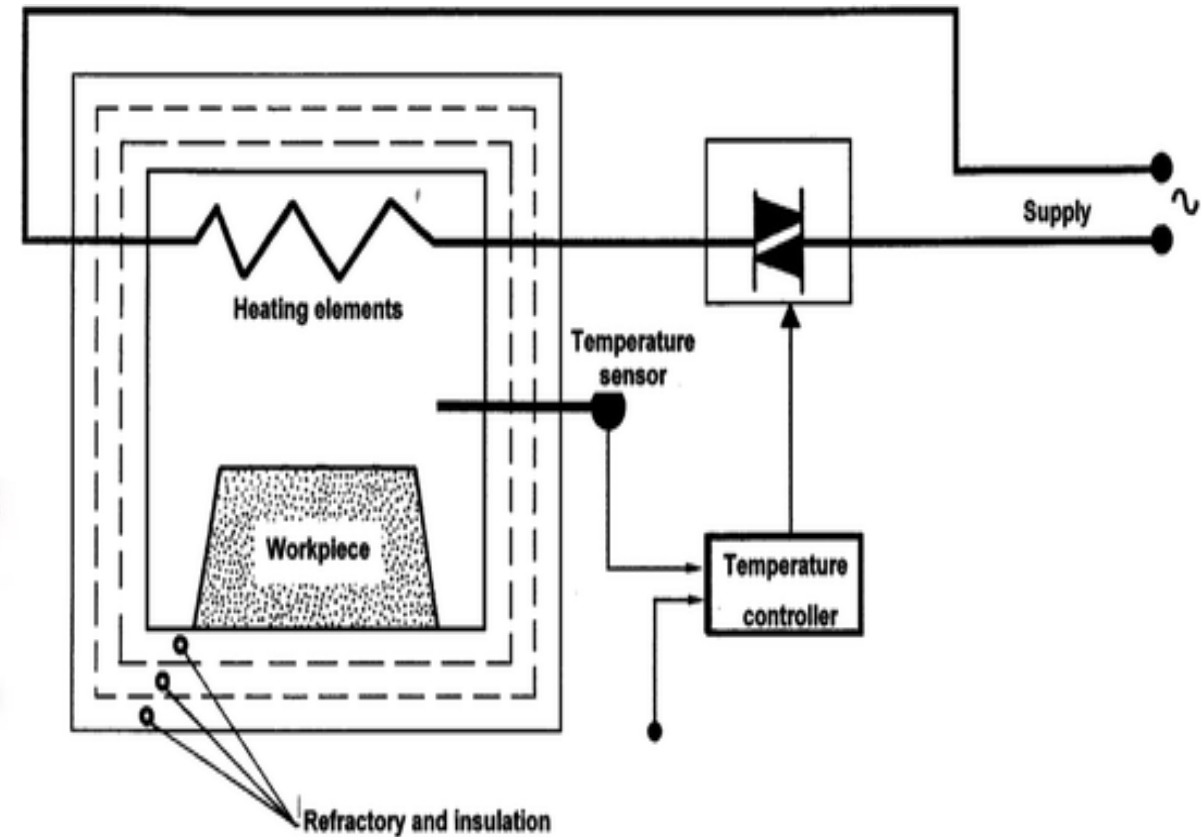 Supply
Heating elements
Temperature
sensor
Workpiece
Temperature
controller
Refractory and insulation